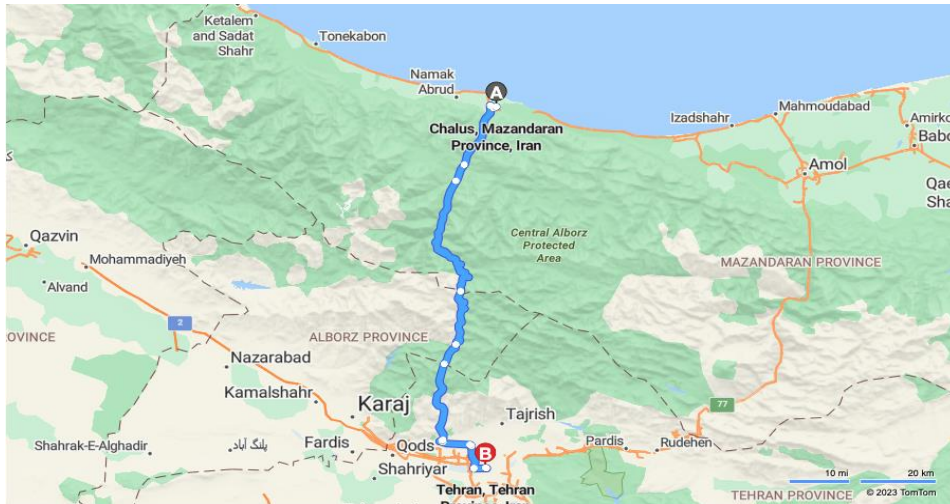 Ketalem
and Sadat
Shahr
Tonekabon
Namak
Abrud
A
Chalus, Mazandaran
Province, Iran
Izadshahr
Mahmoudabad
Amirko
Babo
Amol
Qae
Sha
Qazvin
Mohammadiyeh
Alvand
Central Alborz
Protected
Area
MAZANDARAN PROVINCE
2
OVINCE
ALBORZ PROVINCE
Nazarabad
Kamalshahr
Karaj
77
Tajrish
Shahrak-E-Alghadir
پلنگ آباد
Fardis
Qods
Shahriyar
B
Pardis
Rudehen
Tehran, Tehran
10 mi
20 km
TEHRAN PROVINCE
© 2023 TomTom